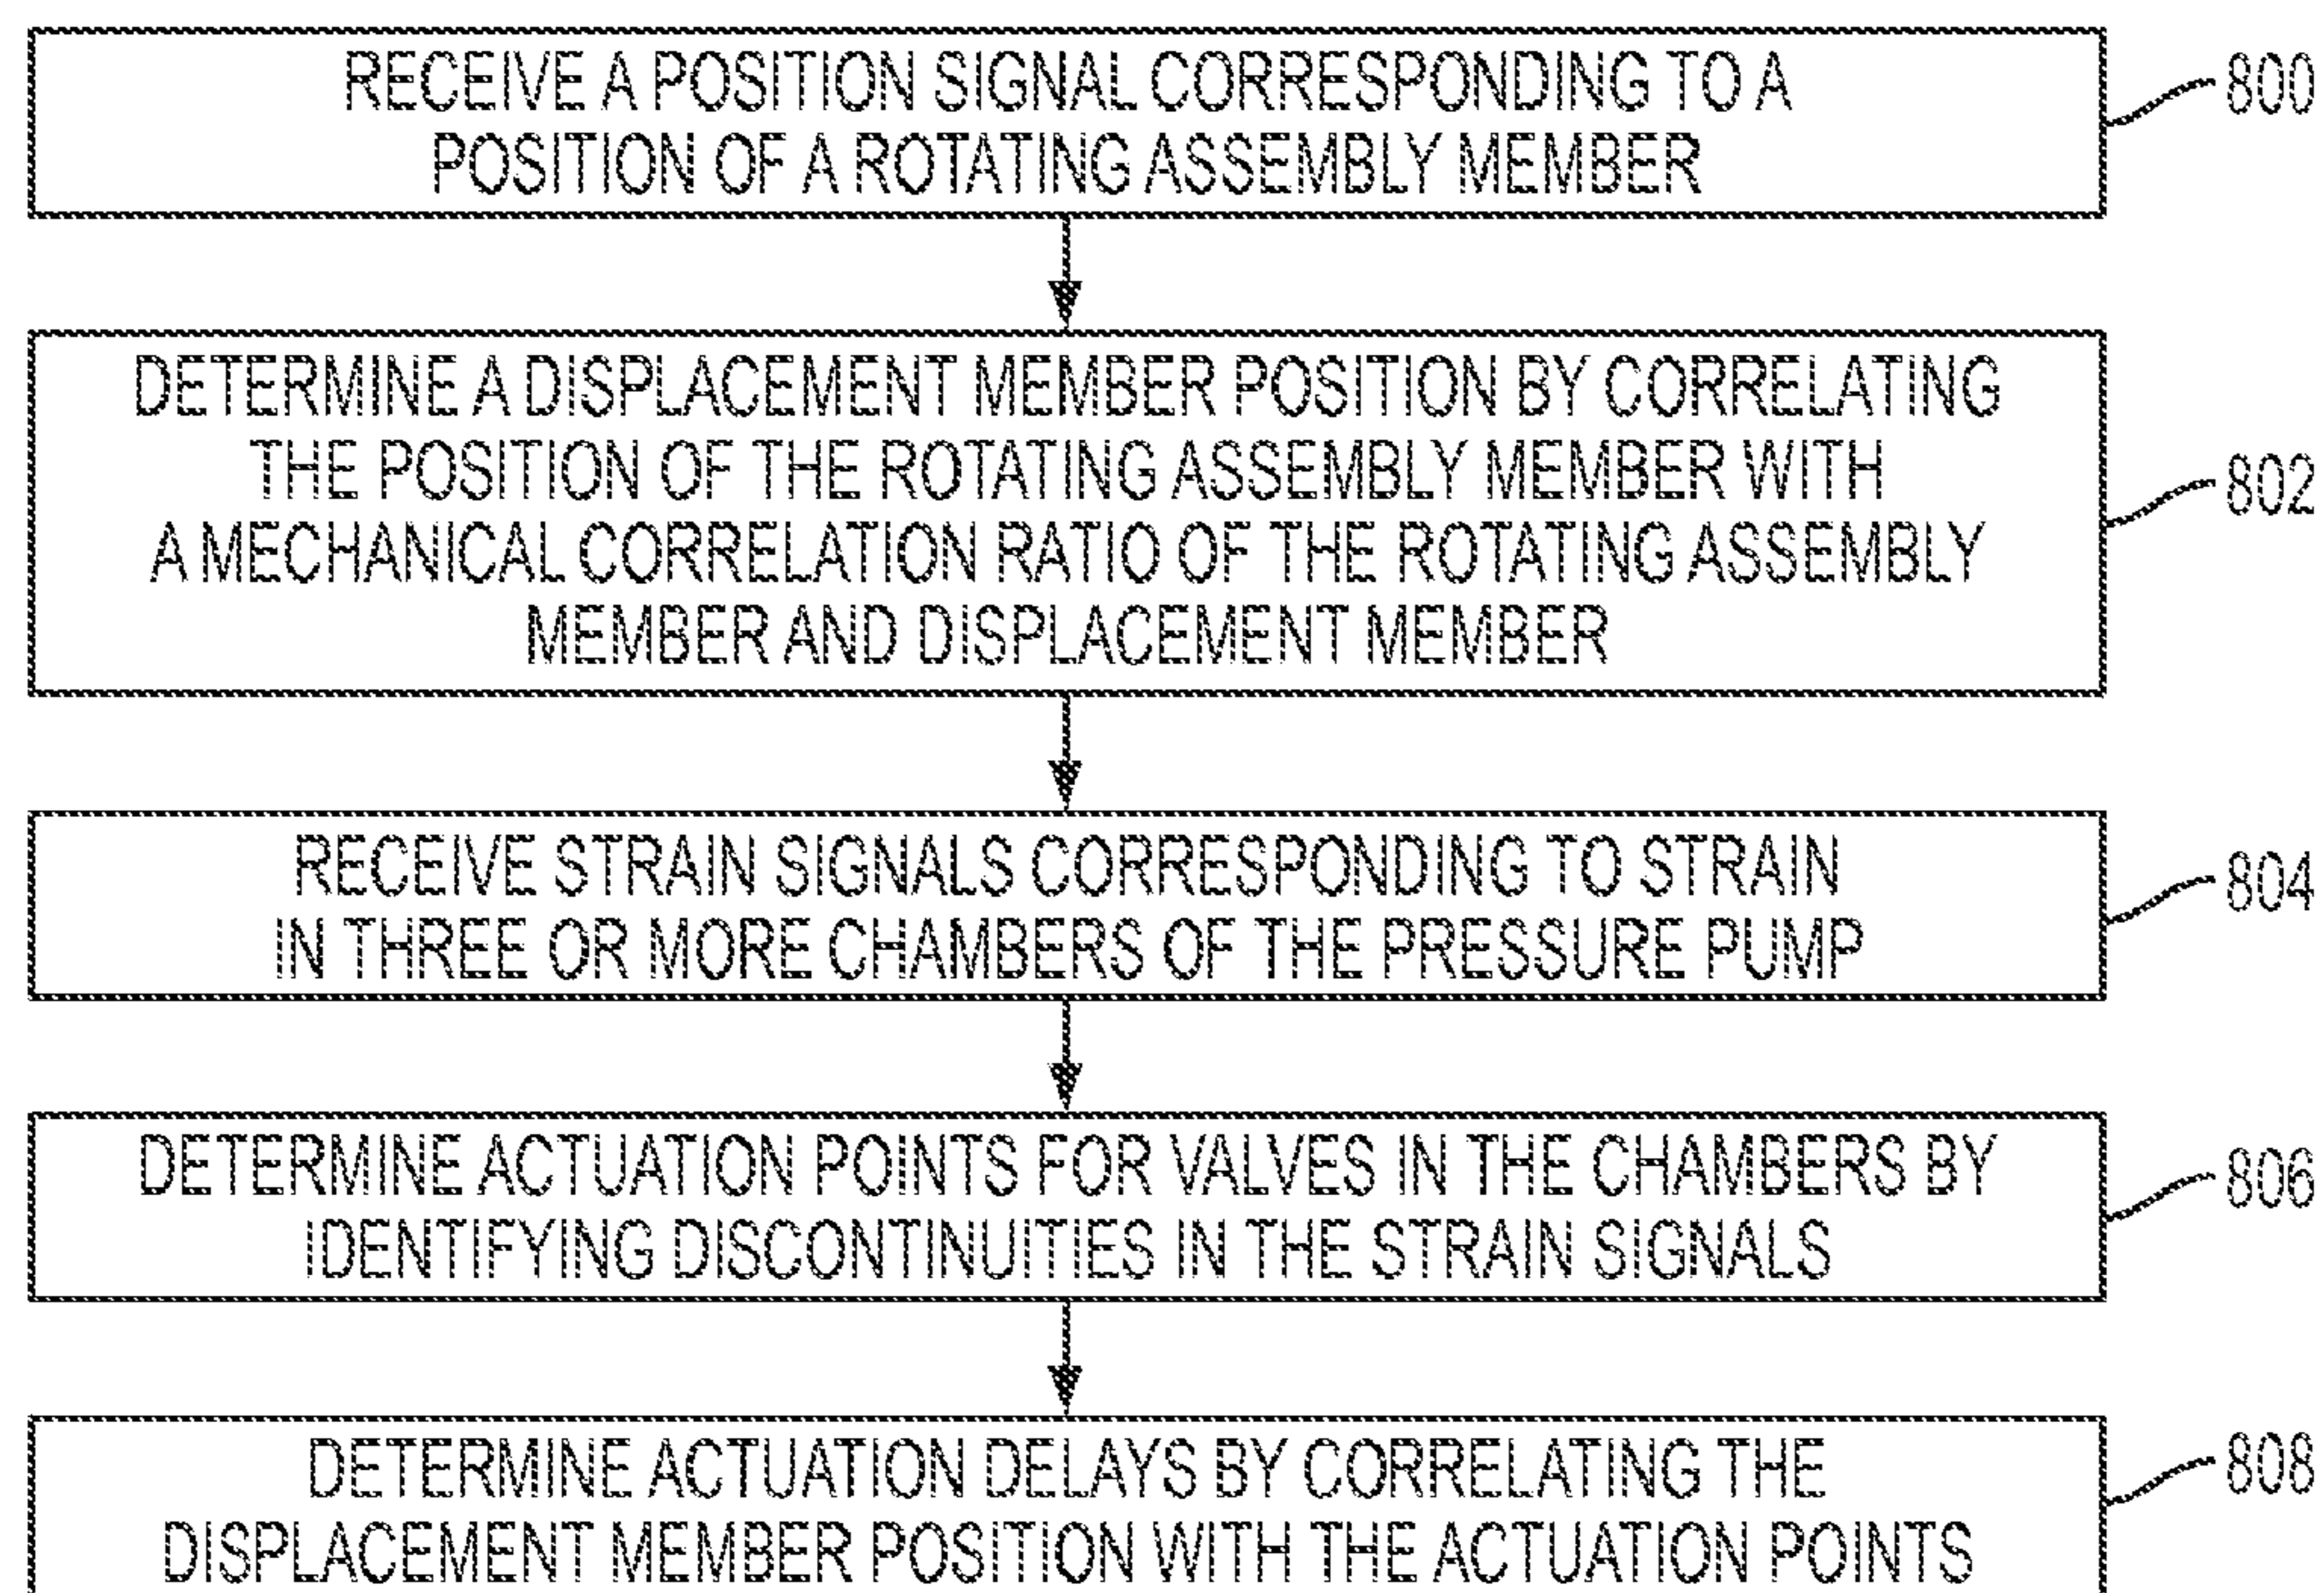 RECEIVE A POSITION SIGNAL CORRESPONDING TO A
POSITION OF A ROTATING ASSEMBLY MEMBER
800
DETERMINE A DISPLACEMENT MEMBER POSITION BY CORRELATING
THE POSITION OF THE ROTATING ASSEMBLY MEMBER WITH
A MECHANICAL CORRELATION RATIO OF THE ROTATING ASSEMBLY
MEMBER AND DISPLACEMENT MEMBER
802
RECEIVE STRAIN SIGNALS CORRESPONDING TO STRAIN
IN THREE OR MORE CHAMBERS OF THE PRESSURE PUMP
804
DETERMINE ACTUATION POINTS FOR VALVES IN THE CHAMBERS BY
IDENTIFYING DISCONTINUITIES IN THE STRAIN SIGNALS
806
DETERMINE ACTUATION DELAYS BY CORRELATING THE
DISPLACEMENT MEMBER POSITION WITH THE ACTUATION POINTS
808